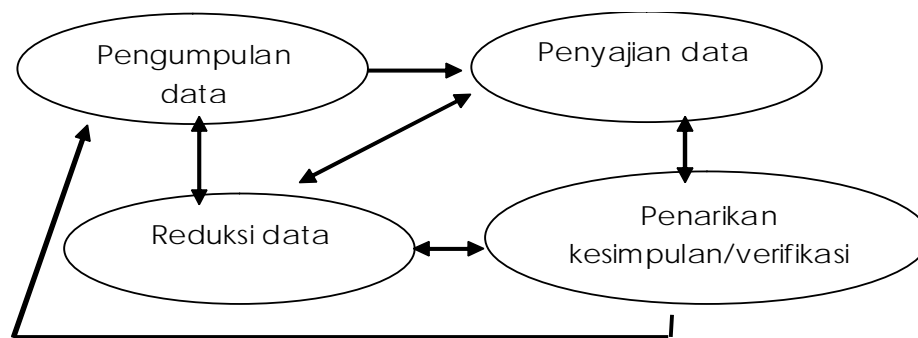 Pengumpulan
data
Penyajian data
Reduksi data
Penarikan
kesimpulan/verifikasi